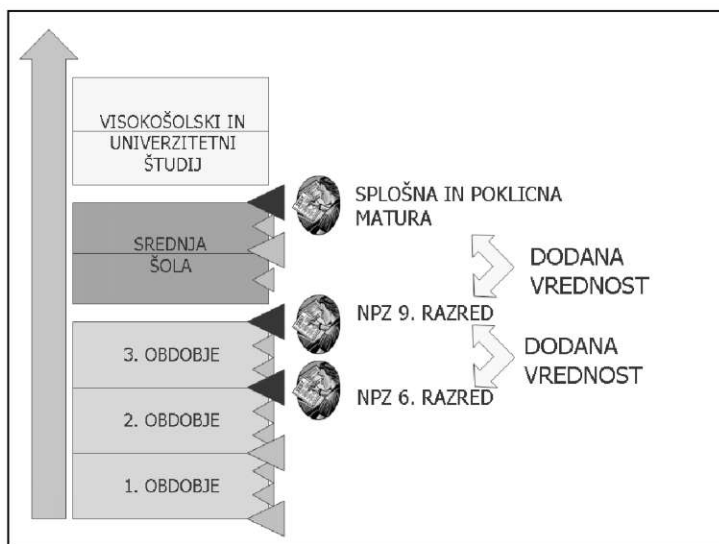 VISOKOŠOLSKI IN
UNIVERZITETNI
ŠTUDIJ
SPLOŠNA IN POKLICNA
MATURA
SREDNJA
ŠOLA
DODANA
VREDNOST
NPZ 9. RAZRED
3. OBDOBJE
DODANA
VREDNOST
NPZ 6. RAZRED
2. OBDOBJE
1. OBDOBJE